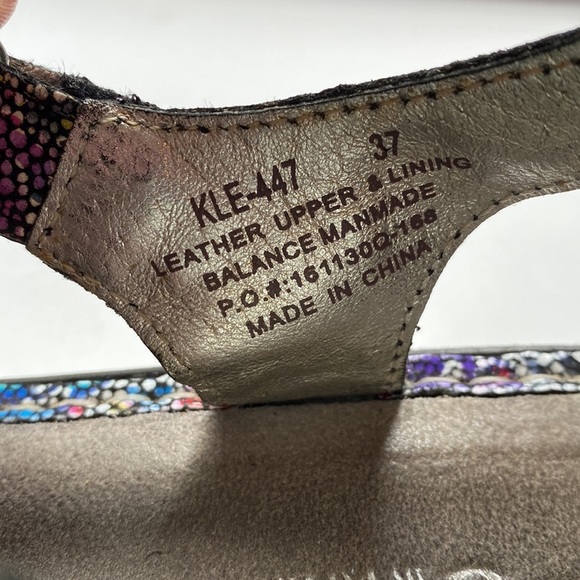 KLE-447 37
LEATHER UPPER & LINING
BALANCE MANMADE
P.O.#:161130Q-168
MADE IN CHINA